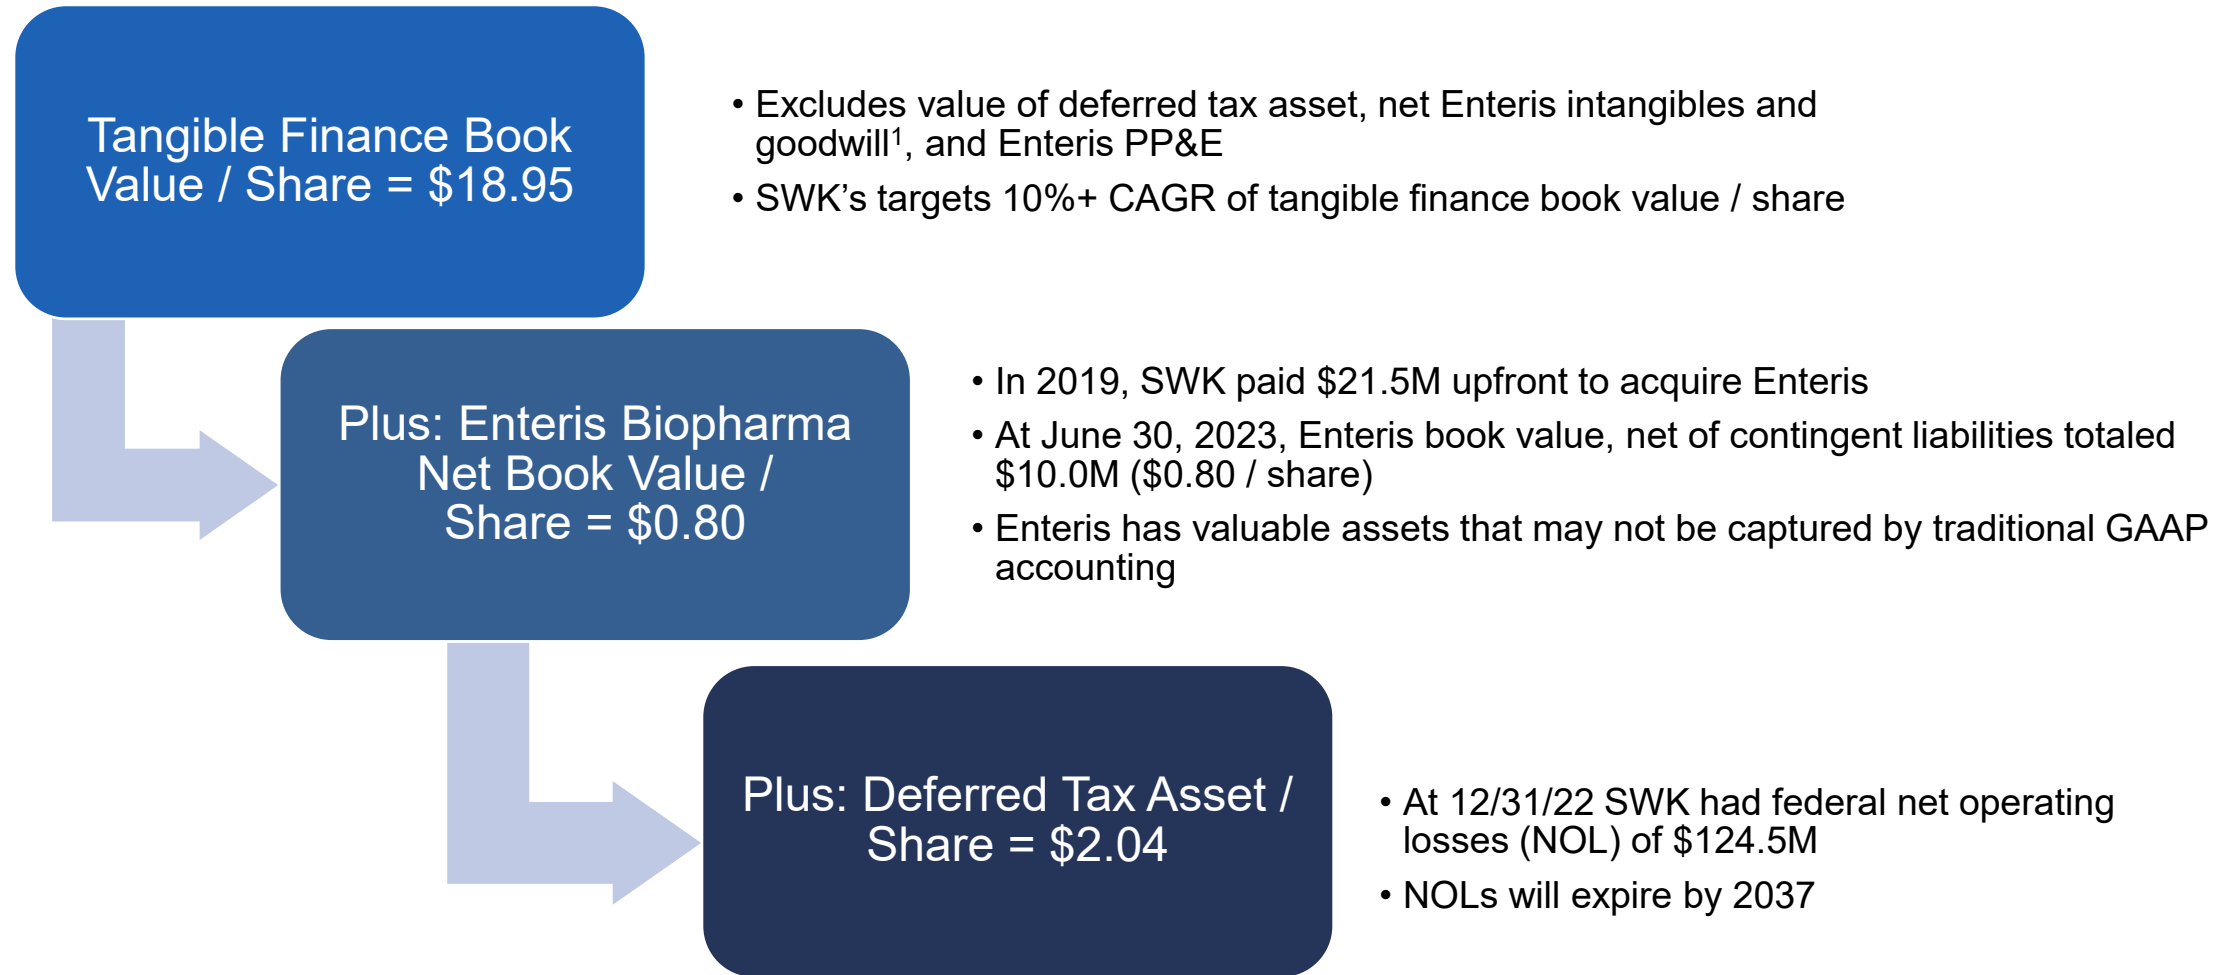 Tangible Finance Book
Value / Share = $18.95
• Excludes value of deferred tax asset, net Enteris intangibles and
goodwill¹, and Enteris PP&E
• SWK’s targets 10%+ CAGR of tangible finance book value / share
Plus: Enteris Biopharma
Net Book Value /
Share = $0.80
• In 2019, SWK paid $21.5M upfront to acquire Enteris
• At June 30, 2023, Enteris book value, net of contingent liabilities totaled
$10.0M ($0.80 / share)
• Enteris has valuable assets that may not be captured by traditional GAAP
accounting
Plus: Deferred Tax Asset /
Share = $2.04
• At 12/31/22 SWK had federal net operating
losses (NOL) of $124.5M
• NOLs will expire by 2037